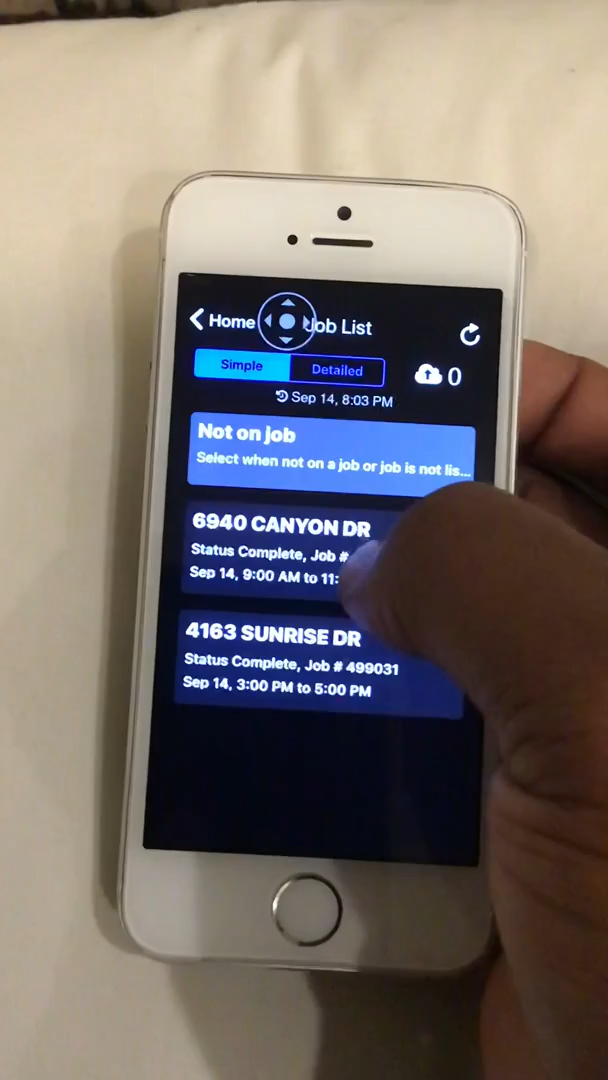 Home Job List
Simple Detailed 0
Sep 14, 8:03 PM
Not on job
Select when not on a job or job is not lis...
6940 CANYON DR
Status Complete, Job #
Sep 14, 9:00 AM to 11:
4163 SUNRISE DR
Status Complete, Job # 499031
Sep 14, 3:00 PM to 5:00 PM